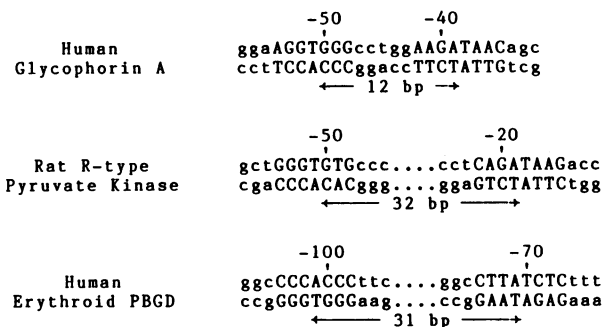 -50 -40
Human ggaAGGTGGGcctggAAGATAACagc
Glycophorin A cctTCCACCCggaccTTCTATTGtcg
← 12 bp →
-50 -20
Rat R-type gctGGGTGTGccc....cctCAGATAAGacc
Pyruvate Kinase cgaCCCACACggg....ggaGTCTATTCtgg
← 32 bp →
-100 -70
Human ggcCCCACCCttc....ggcCTTATCTCttt
Erythroid PBGD ccgGGGTGGGaag....ccgGAATAGAGaaa
← 31 bp →